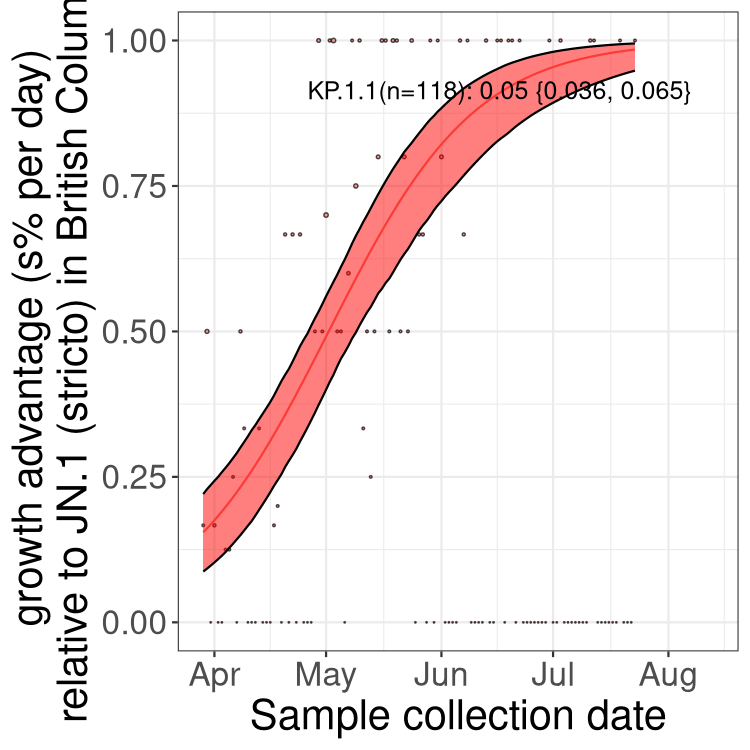 growth advantage (s% per day)
relative to JN.1 (stricto) in British Colum
1.00
0.75
0.50
0.25
0.00
KP.1.1(n=118): 0.05 {0.036, 0.065}
Apr May Jun Jul Aug
Sample collection date